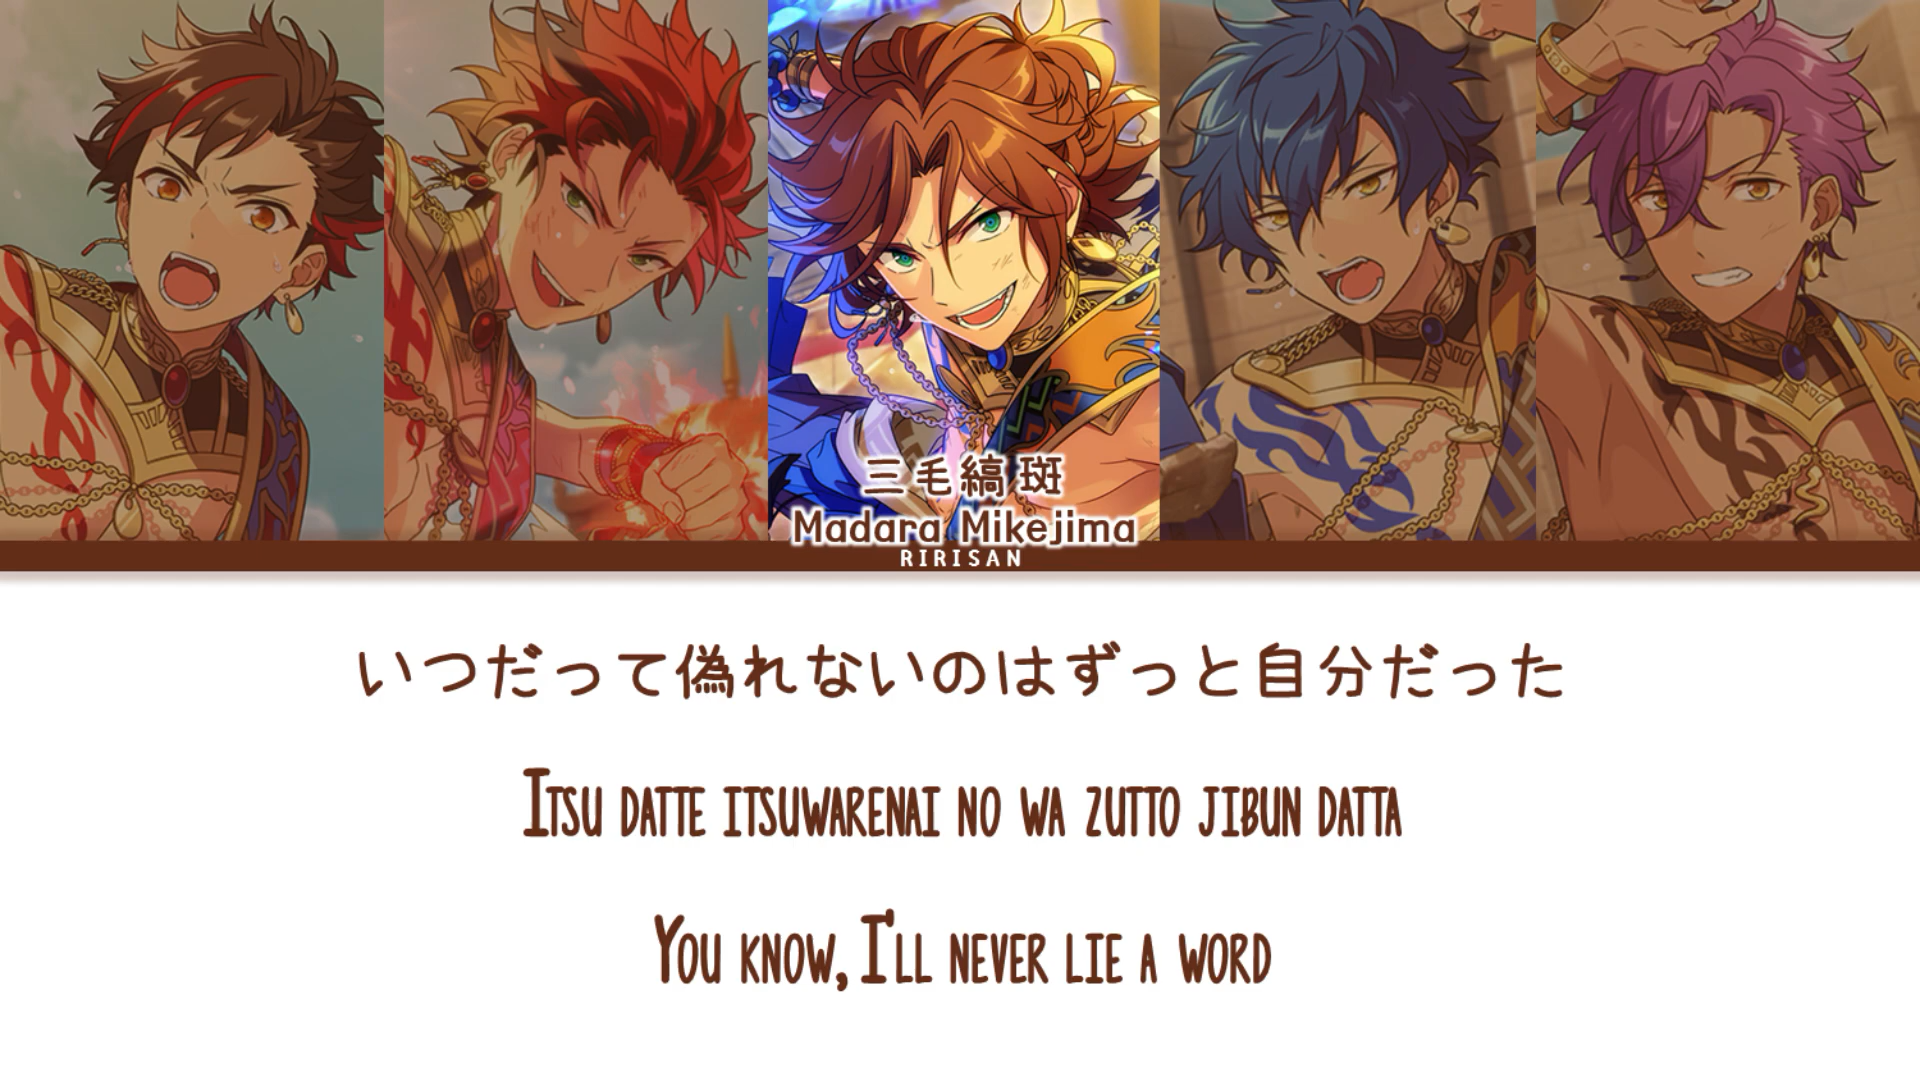 三毛縞 斑
Madara Mikejima
RIRISAN
いつだって偽れないのはずっと自分だった
Itsu datte itsuwarenai no wa zutto jibun datta
You know, I'll never lie a word